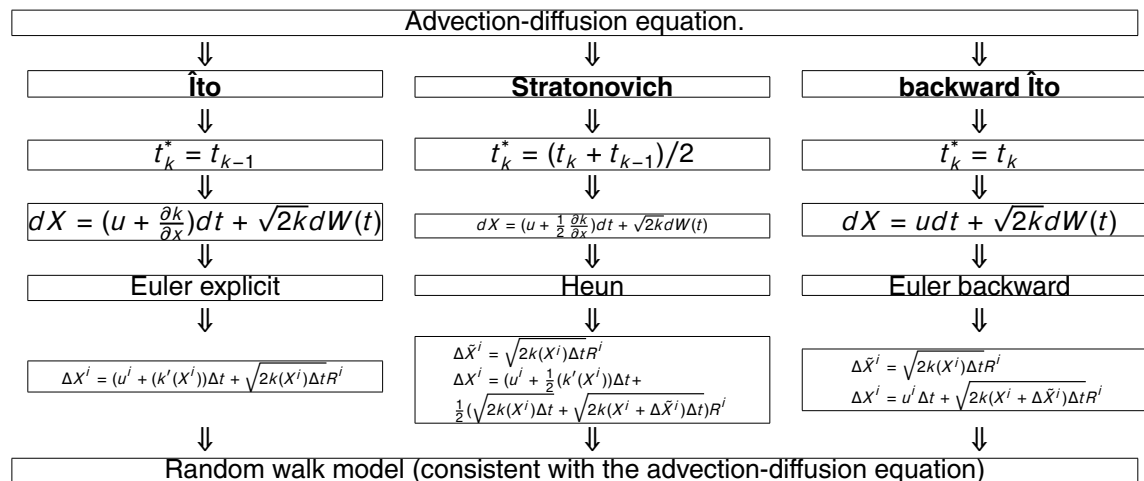 Advection-diffusion equation.
⇓ ⇓ ⇓
Îto Stratonovich backward Îto
⇓ ⇓ ⇓
t*_k = t_{k−1} t*_k = (t_k + t_{k−1})/2 t*_k = t_k
⇓ ⇓ ⇓
dX = (u + ∂k/∂x)dt + √2k dW(t) dX = (u + 1/2 ∂k/∂x)dt + √2k dW(t) dX = udt + √2k dW(t)
⇓ ⇓ ⇓
Euler explicit Heun Euler backward
⇓ ⇓ ⇓
ΔX^i = (u^i + (k′(X^i))Δt + √(2k(X^i)Δt)R^i
ΔX̃^i = √(2k(X^i)Δt)R^i
ΔX^i = (u^i + 1/2(k′(X^i))Δt+
1/2(√(2k(X^i)Δt) + √(2k(X^i + ΔX̃^i)Δt))R^i
ΔX̃^i = √(2k(X^i)Δt)R^i
ΔX^i = u^iΔt + √(2k(X^i + ΔX̃^i)Δt)R^i
⇓ ⇓ ⇓
Random walk model (consistent with the advection-diffusion equation)